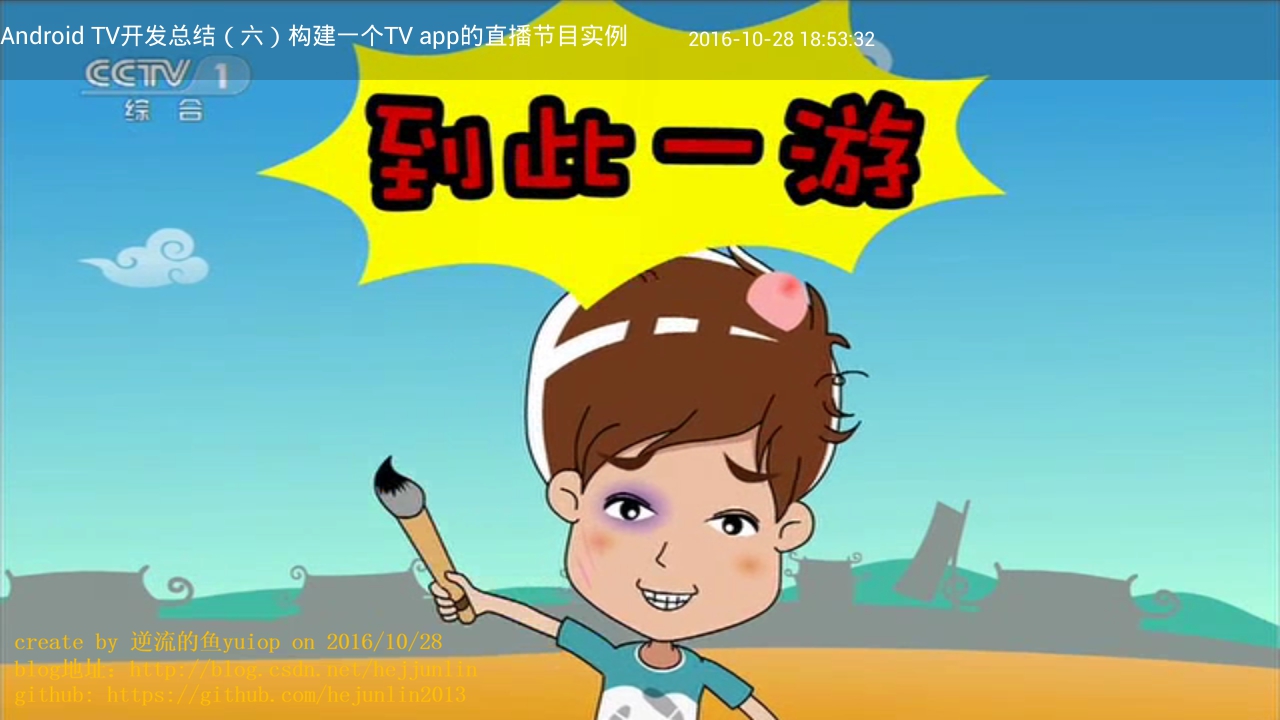 Android TV开发总结（六）构建一个TV app的直播节目实例
2016-10-28 18:53:32
CCTV 1
综 合
到此一游
create by 逆流的鱼yuiop on 2016/10/28
blog地址: http://blog.csdn.net/hejjunlin
github: https://github.com/hejunlin2013